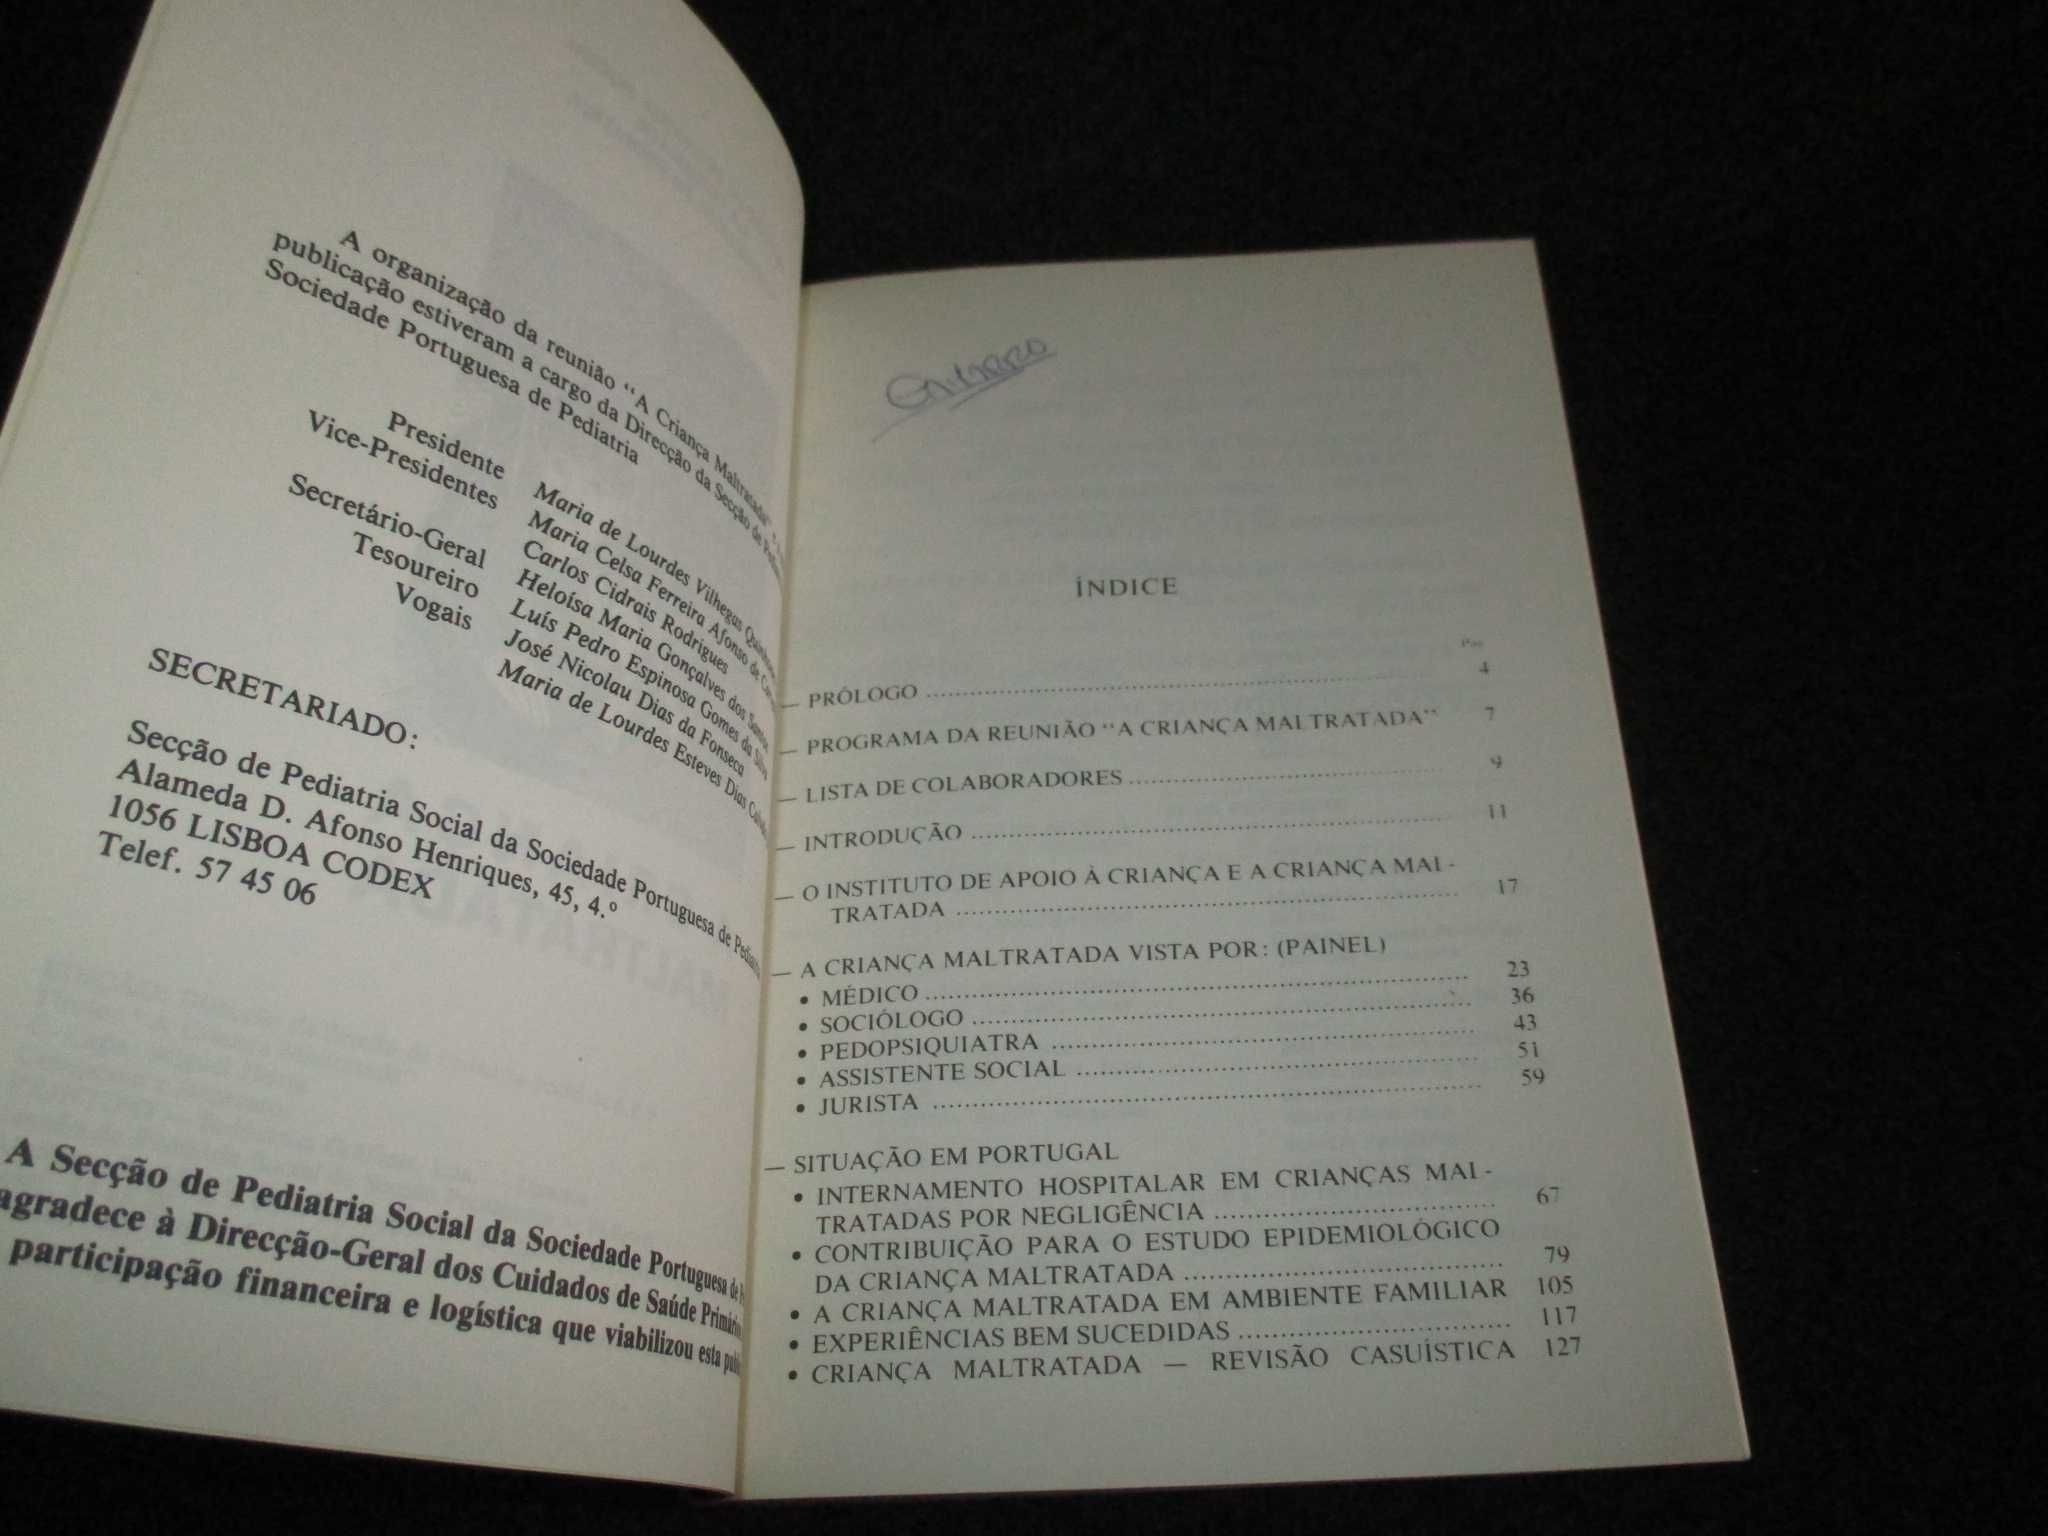 A organização da reunião "A Criança Maltratada"
publicação estiveram a cargo da Direcção da Secção de
Sociedade Portuguesa de Pediatria
Presidente Maria de Lourdes Vilhegas
Vice-Presidentes Maria Celsa Ferreira Afonso de
Carlos Cidrais Rodrigues
Secretário-Geral Heloísa Maria Gonçalves dos Santos
Tesoureiro Luís Pedro Espinosa Gomes da Silva
Vogais José Nicolau Dias da Fonseca
Maria de Lourdes Esteves Dias
SECRETARIADO:
Secção de Pediatria Social da Sociedade Portuguesa de Pediatria
Alameda D. Afonso Henriques, 45, 4.º
1056 LISBOA CODEX
Telef. 57 45 06
A Secção de Pediatria Social da Sociedade Portuguesa de
agradece à Direcção-Geral dos Cuidados de Saúde
participação financeira e logística que viabilizou esta
ÍNDICE
— PRÓLOGO ........ 4
— PROGRAMA DA REUNIÃO "A CRIANÇA MALTRATADA" 7
— LISTA DE COLABORADORES ........ 9
— INTRODUÇÃO ........ 11
— O INSTITUTO DE APOIO À CRIANÇA E A CRIANÇA MAL-
TRATADA ........ 17
— A CRIANÇA MALTRATADA VISTA POR: (PAINEL)
• MÉDICO ........ 23
• SOCIÓLOGO ........ 36
• PEDOPSIQUIATRA ........ 43
• ASSISTENTE SOCIAL ........ 51
• JURISTA ........ 59
— SITUAÇÃO EM PORTUGAL
• INTERNAMENTO HOSPITALAR EM CRIANÇAS MAL-
TRATADAS POR NEGLIGÊNCIA ........ 67
• CONTRIBUIÇÃO PARA O ESTUDO EPIDEMIOLÓGICO
DA CRIANÇA MALTRATADA ........ 79
• A CRIANÇA MALTRATADA EM AMBIENTE FAMILIAR 105
• EXPERIÊNCIAS BEM SUCEDIDAS ........ 117
• CRIANÇA MALTRATADA — REVISÃO CASUÍSTICA 127